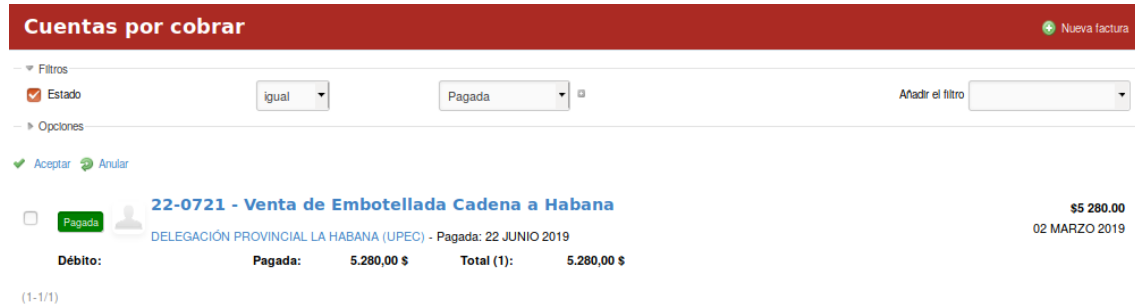 Cuentas por cobrar
Nueva factura
Filtros
Estado igual Pagada Añadir el filtro
Opciones
Aceptar Anular
22-0721 - Venta de Embotellada Cadena a Habana $5 280.00
Pagada
DELEGACIÓN PROVINCIAL LA HABANA (UPEC) - Pagada: 22 JUNIO 2019 02 MARZO 2019
Débito: Pagada: 5.280,00 $ Total (1): 5.280,00 $
(1-1/1)